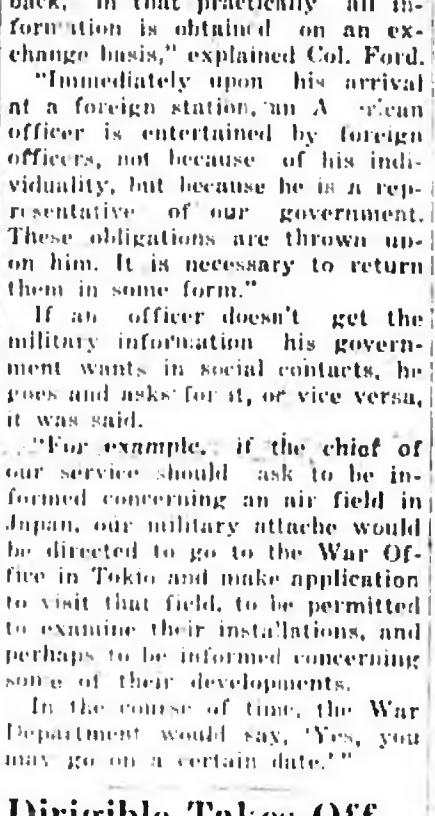 back, in that practically all in-
formation is obtained on an ex-
change basis," explained Col. Ford.
"Immediately upon his arrival
at a foreign station, an
officer is entertained by foreign
officers, not because of his indi-
viduality, but because he is a rep-
resentative of our government.
These obligations are thrown up-
on him. It is necessary to return
them in some form."
If an officer doesn't get the
military information his govern-
ment wants in social contacts, he
goes and asks for it, or vice versa,
it was said.
"For example, if the chief of
our service should ask to be in-
formed concerning an air field in
Japan, our military attache would
be directed to go to the War Of-
fice in Tokio and make application
to visit that field, to be permitted
to examine their installations, and
perhaps to be informed concerning
some of their developments.
In the course of time, the War
Department would say, 'Yes, you
may go on a certain date.'"
Dirigible Takes Off